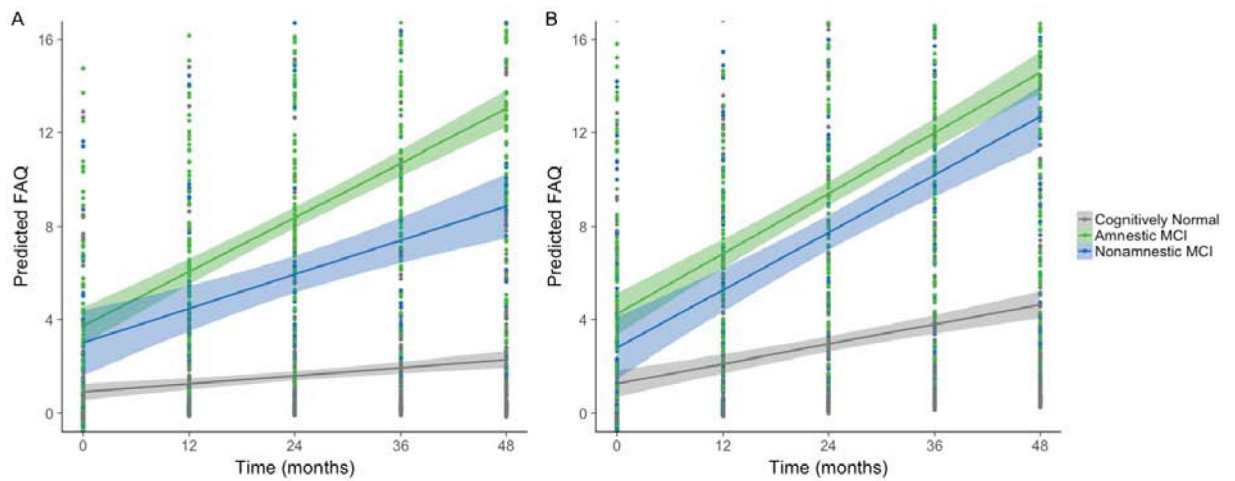 A
B
16
12
8
4
0
Predicted FAQ
0 12 24 36 48
Time (months)
16
12
8
4
0
Predicted FAQ
0 12 24 36 48
Time (months)
Cognitively Normal
Amnestic MCI
Nonamnestic MCI